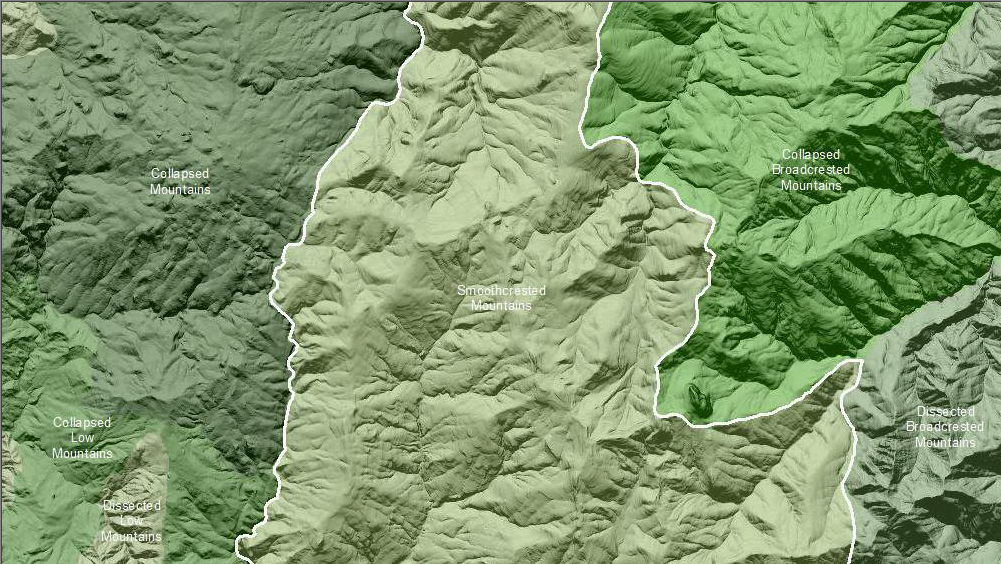 Collapsed
Mountains
Collapsed
Broadcrested
Mountains
Smoothcrested
Mountains
Collapsed
Low
Mountains
Dissected
Broadcrested
Mountains
Dissected
Low
Mountains